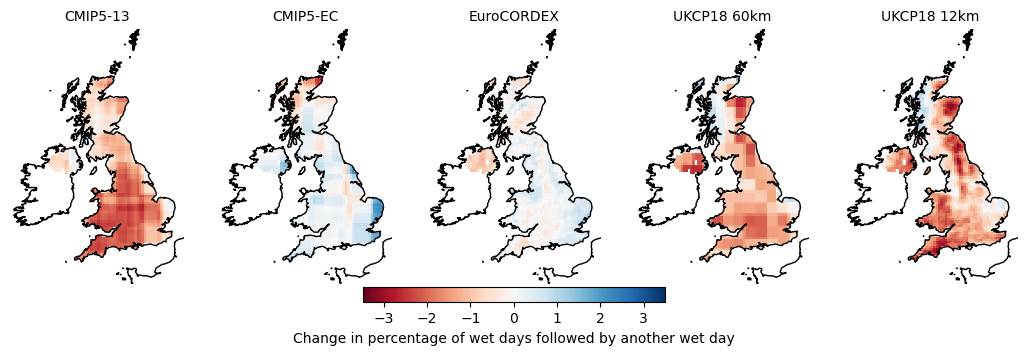 CMIP5-13 CMIP5-EC EuroCORDEX UKCP18 60km UKCP18 12km
−3 −2 −1 0 1 2 3
Change in percentage of wet days followed by another wet day